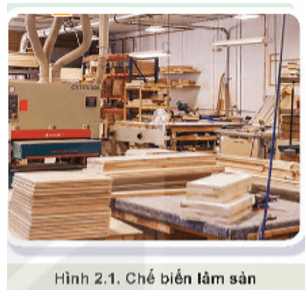 Hình 2.1. Chế biến lâm sản